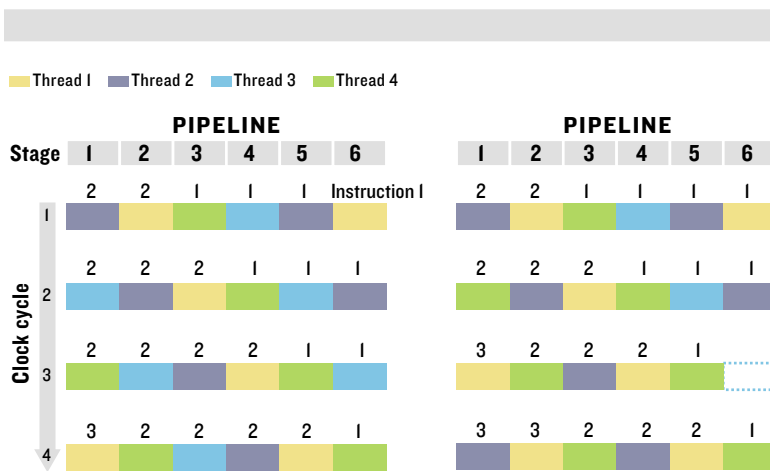 Thread 1 Thread 2 Thread 3 Thread 4
PIPELINE PIPELINE
Stage 1 2 3 4 5 6 1 2 3 4 5 6
2 2 1 1 1 Instruction 1 2 2 1 1 1 1
1
2 2 2 1 1 1 2 2 2 1 1 1
2
2 2 2 2 1 1 3 2 2 2 1
3
3 2 2 2 2 1 3 3 2 2 2 1
4
Clock cycle